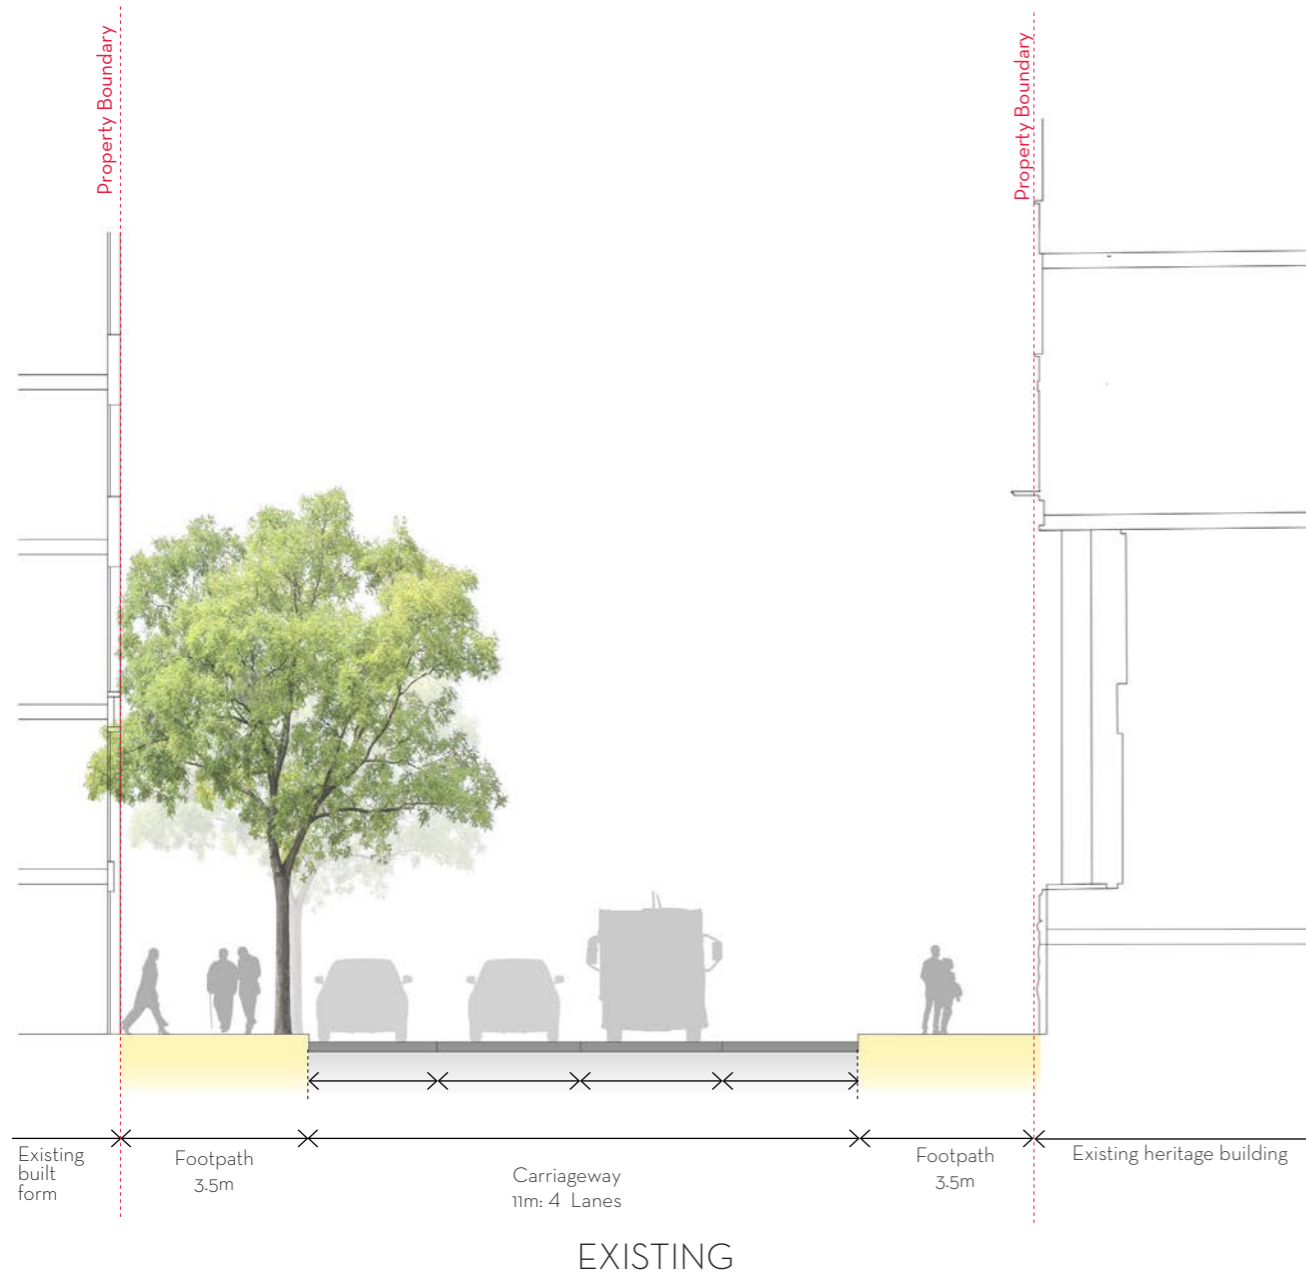 Property Boundary
Property Boundary
Existing
built
form
Footpath
3.5m
Carriageway
11m: 4 Lanes
Footpath
3.5m
Existing heritage building
EXISTING